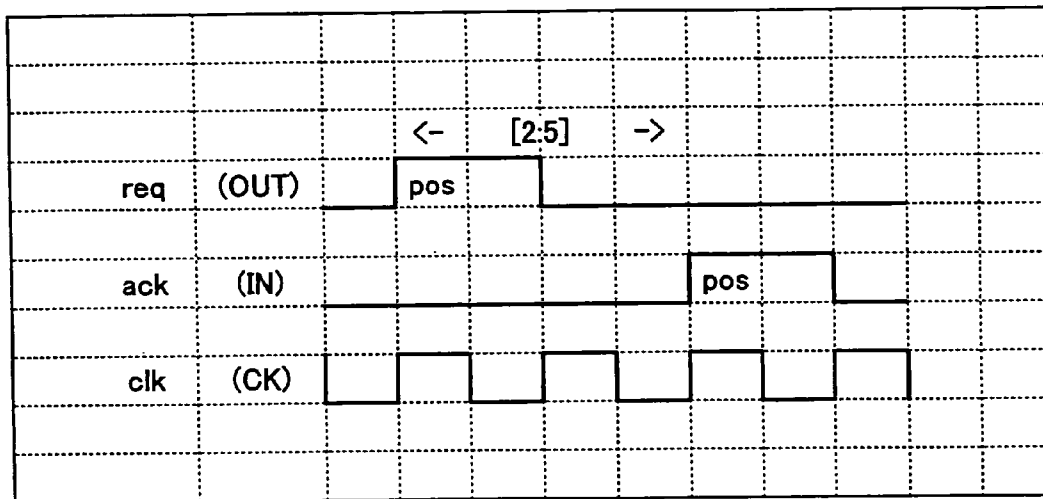 <- [2:5] ->
req (OUT) pos
ack (IN) pos
clk (CK)